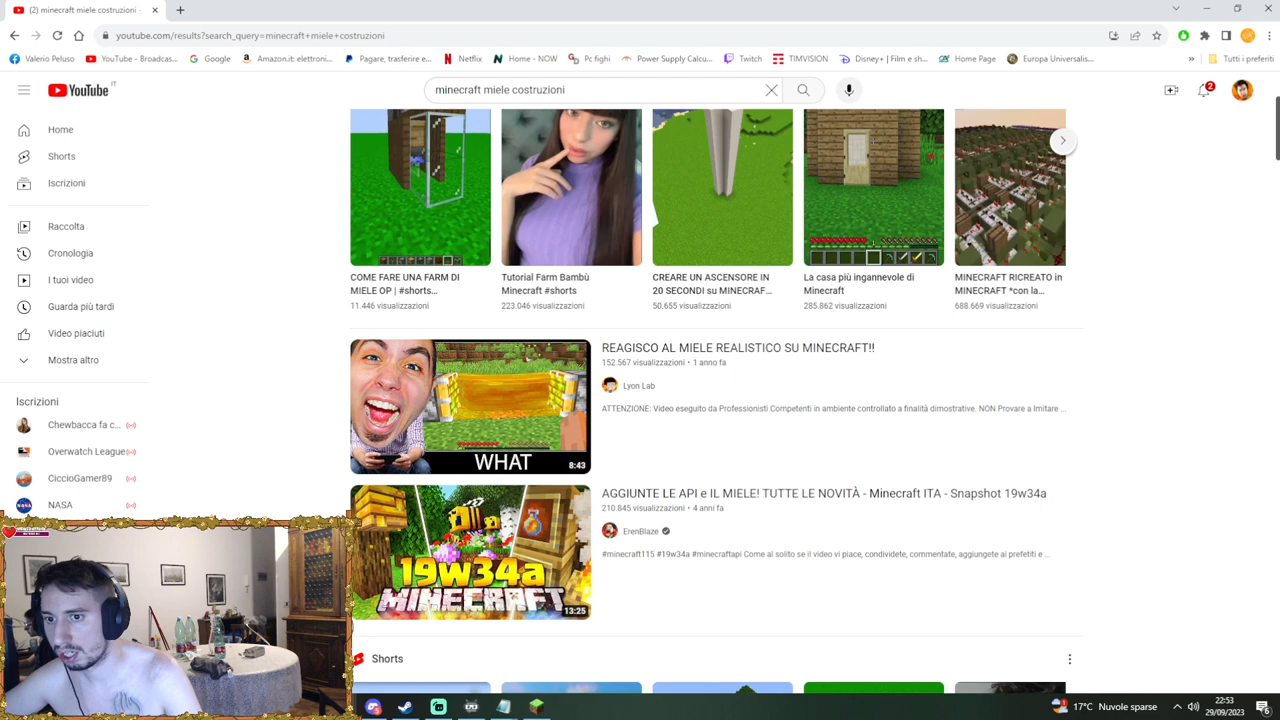 (2) minecraft miele costruzioni -
youtube.com/results?search_query=minecraft+miele+costruzioni
Valerio Peluso
YouTube - Broadcas...
Google
Amazon.it: elettroni...
Pagare, trasferire e...
Netflix
Home - NOW
Pc fighi
Power Supply Calcu...
Twitch
TIMVISION
Disney+ | Film e sh...
Home Page
Europa Universalis...
»
Tutti i preferiti
YouTube IT
minecraft miele costruzioni
2
Home
Shorts
Iscrizioni
Raccolta
Cronologia
I tuoi video
Guarda più tardi
Video piaciuti
Mostra altro
Iscrizioni
Chewbacca fa c...
Overwatch League
CiccioGamer89
NASA
COME FARE UNA FARM DI
MIELE OP | #shorts...
11.446 visualizzazioni
Tutorial Farm Bambù
Minecraft #shorts
223.046 visualizzazioni
CREARE UN ASCENSORE IN
20 SECONDI su MINECRAF...
50.655 visualizzazioni
La casa più ingannevole di
Minecraft
285.862 visualizzazioni
MINECRAFT RICREATO in
MINECRAFT *con la...
688.669 visualizzazioni
WHAT
8:43
REAGISCO AL MIELE REALISTICO SU MINECRAFT!!
152.567 visualizzazioni • 1 anno fa
Lyon Lab
ATTENZIONE: Video eseguito da Professionisti Competenti in ambiente controllato a finalità dimostrative. NON Provare a Imitare ...
19w34a
MINECRAFT
13:25
AGGIUNTE LE API e IL MIELE! TUTTE LE NOVITÀ - Minecraft ITA - Snapshot 19w34a
210.845 visualizzazioni • 4 anni fa
ErenBlaze
#minecraft115 #19w34a #minecraftapi Come al solito se il video vi piace, condividete, commentate, aggiungete ai prefetiti e ...
Shorts
17°C Nuvole sparse
22:53
29/09/2023
6